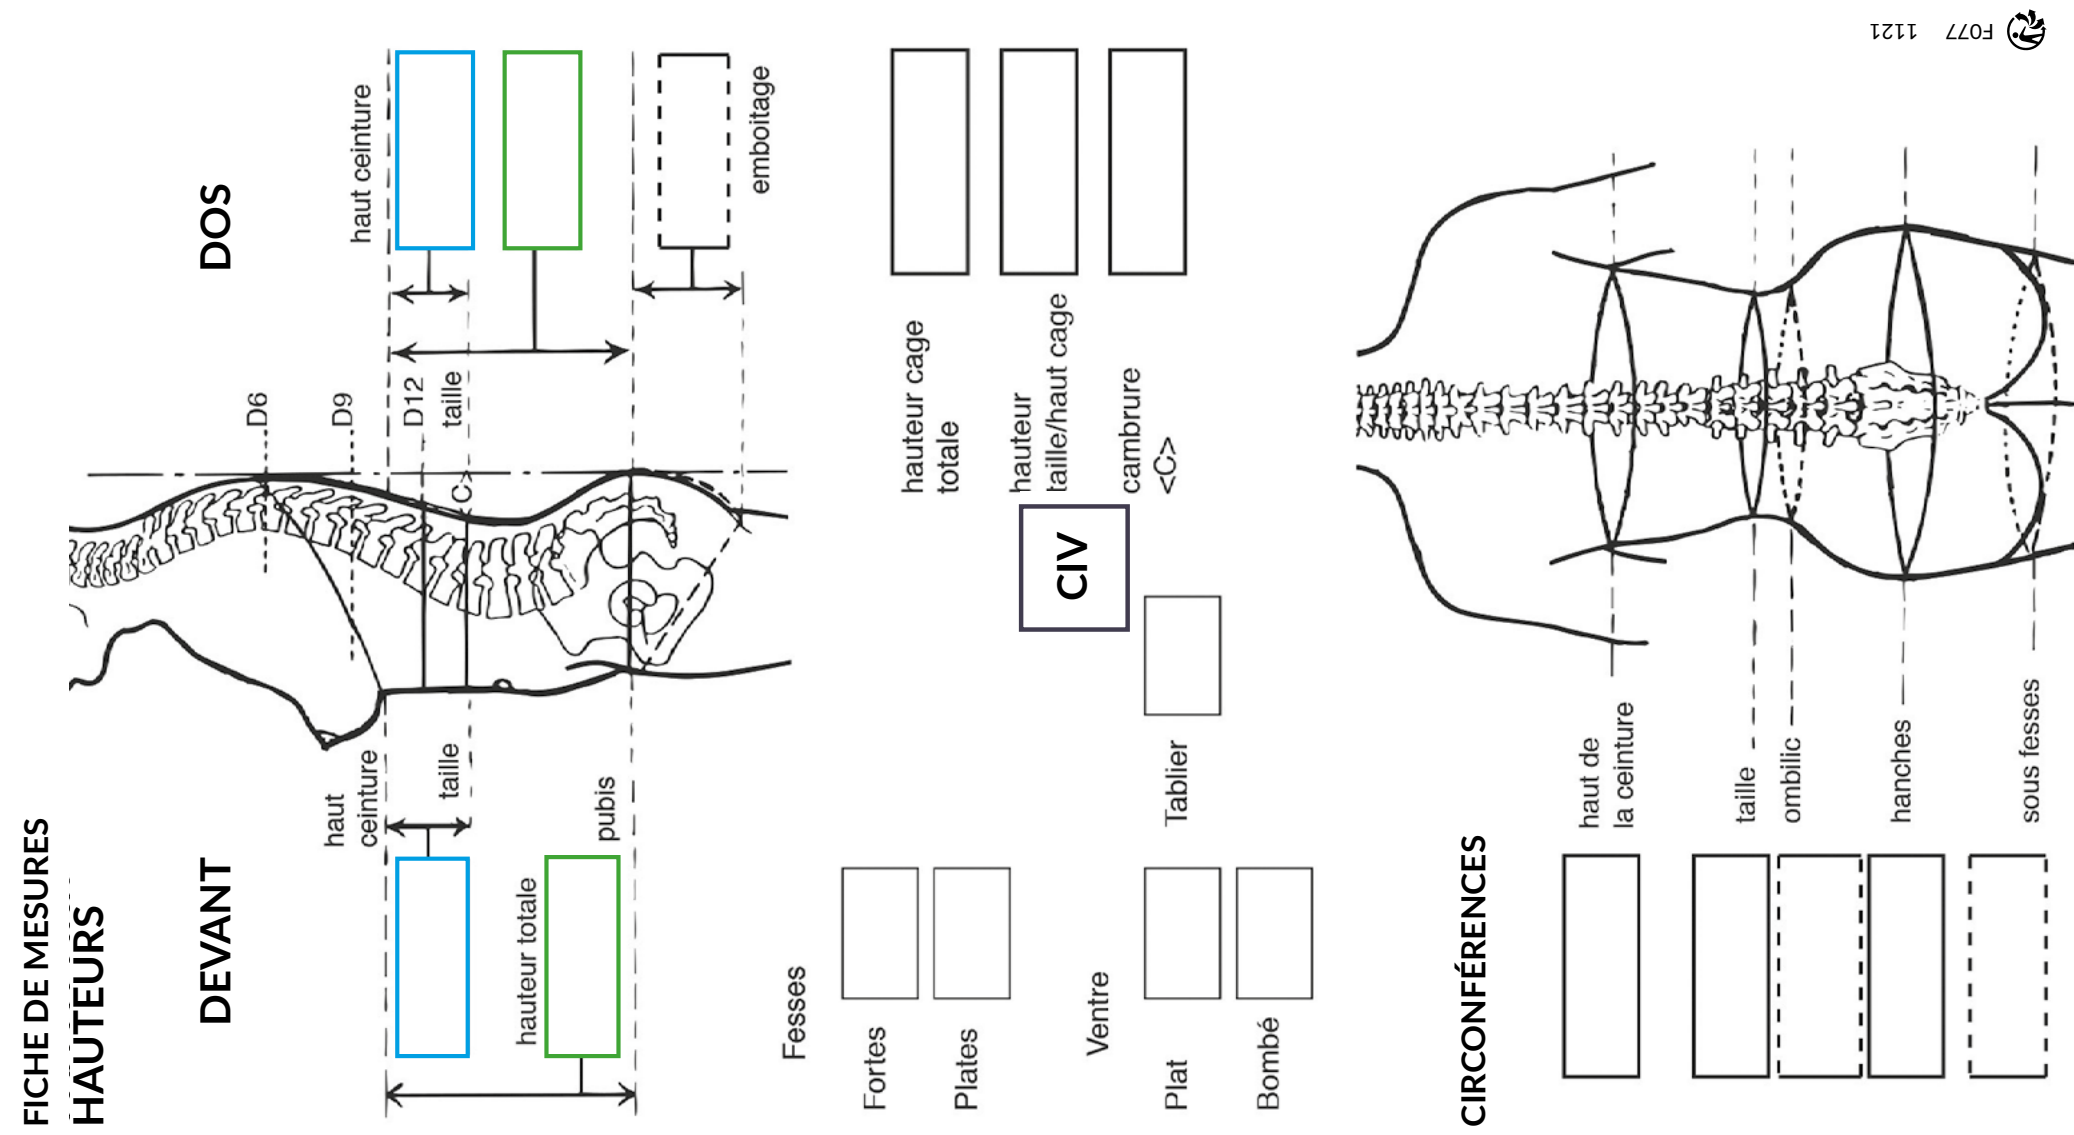 FICHE DE MESURES
HAUTEURS
DEVANT
DOS
haut
ceinture
taille
hauteur totale
pubis
D6
D9
D12
taille
<C>
haut ceinture
emboitage
Fesses
Fortes
Plates
Ventre
Plat
Bombé
Tablier
CIV
hauteur cage
totale
hauteur
taille/haut cage
cambrure
<C>
CIRCONFÉRENCES
haut de
la ceinture
taille
ombilic
hanches
sous fesses
F077 1121